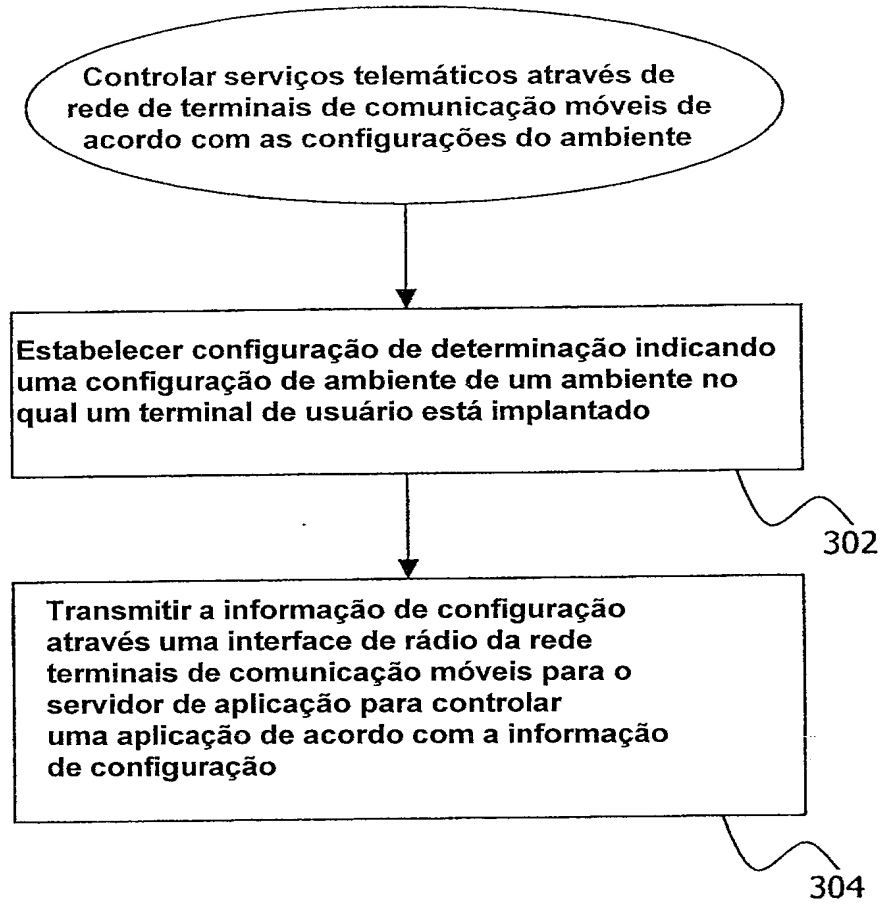 Controlar serviços telemáticos através de
rede de terminais de comunicação móveis de
acordo com as configurações do ambiente
Estabelecer configuração de determinação indicando
uma configuração de ambiente de um ambiente no
qual um terminal de usuário está implantado
302
Transmitir a informação de configuração
através uma interface de rádio da rede
terminais de comunicação móveis para o
servidor de aplicação para controlar
uma aplicação de acordo com a informação
de configuração
304